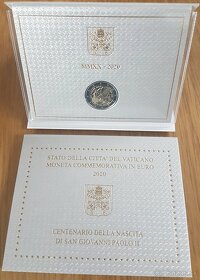 MMXX - 2020
STATO DELLA CITTA' DEL VATICANO
MONETA COMMEMORATIVA IN EURO
2020
CENTENARIO DELLA NASCITA
DI SAN GIOVANNI PAOLO II